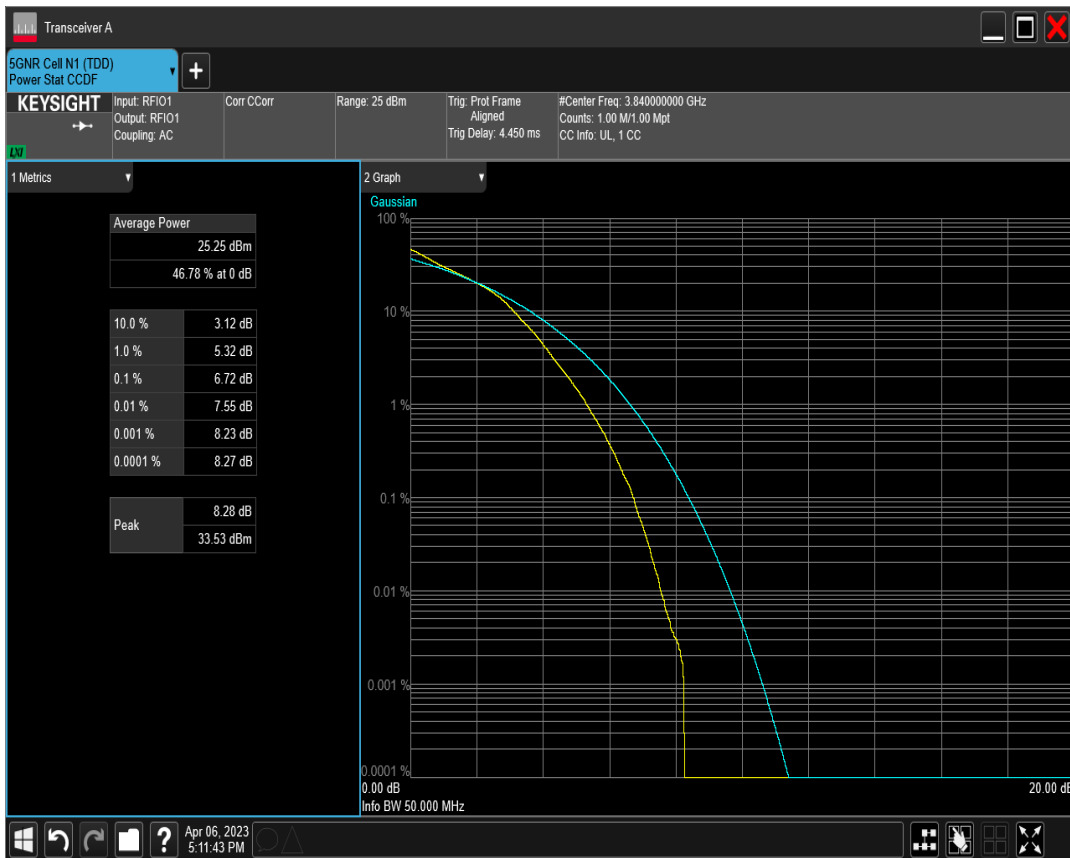 Transceiver A
5GNR Cell N1 (TDD)
Power Stat CCDF
+
KEYSIGHT
LXI
Input: RFIO1
Output: RFIO1
Coupling: AC
Corr CCorr
Range: 25 dBm
Trig: Prot Frame
Aligned
Trig Delay: 4.450 ms
#Center Freq: 3.840000000 GHz
Counts: 1.00 M/1.00 Mpt
CC Info: UL, 1 CC
1 Metrics
Average Power
25.25 dBm
46.78 % at 0 dB
10.0 % 3.12 dB
1.0 % 5.32 dB
0.1 % 6.72 dB
0.01 % 7.55 dB
0.001 % 8.23 dB
0.0001 % 8.27 dB
Peak
8.28 dB
33.53 dBm
2 Graph
Gaussian
100 %
10 %
1 %
0.1 %
0.01 %
0.001 %
0.0001 %
0.00 dB 20.00 dB
Info BW 50.000 MHz
?
Apr 06, 2023
5:11:43 PM